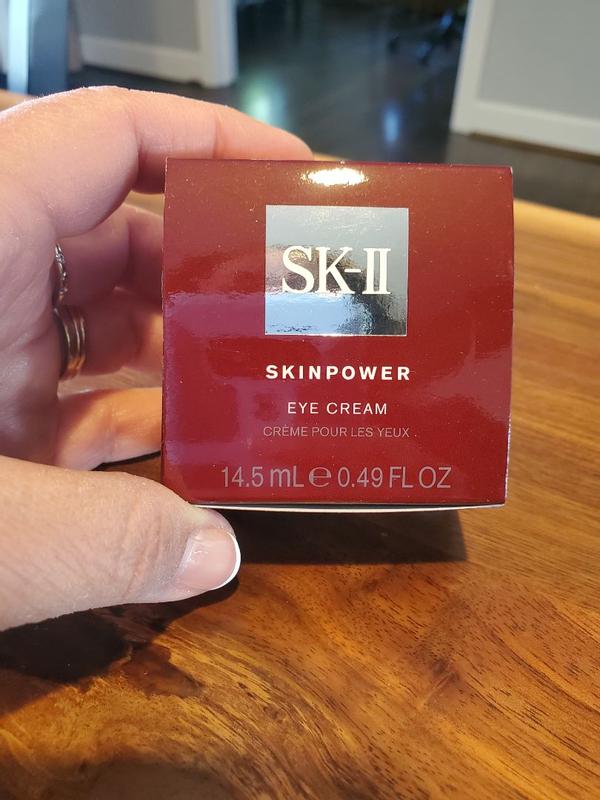 SK-II
SKINPOWER
EYE CREAM
CRÈME POUR LES YEUX
14.5 mL ℮ 0.49 FL OZ